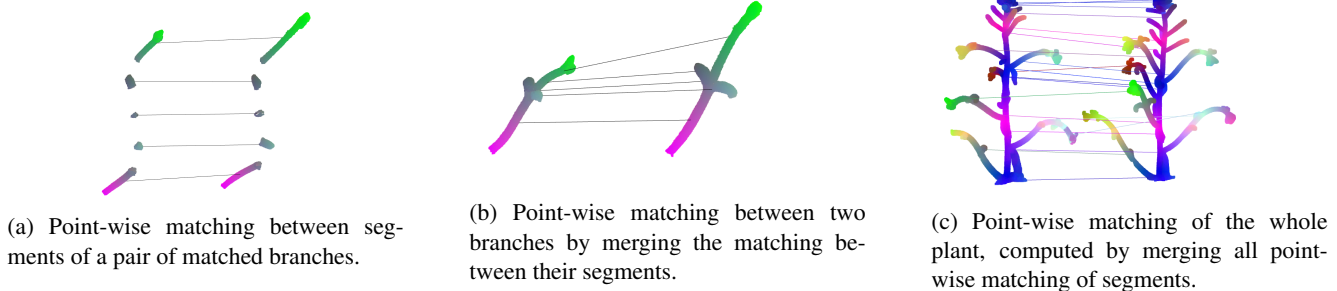 (a) Point-wise matching between seg-
ments of a pair of matched branches.
(b) Point-wise matching between two
branches by merging the matching be-
tween their segments.
(c) Point-wise matching of the whole
plant, computed by merging all point-
wise matching of segments.